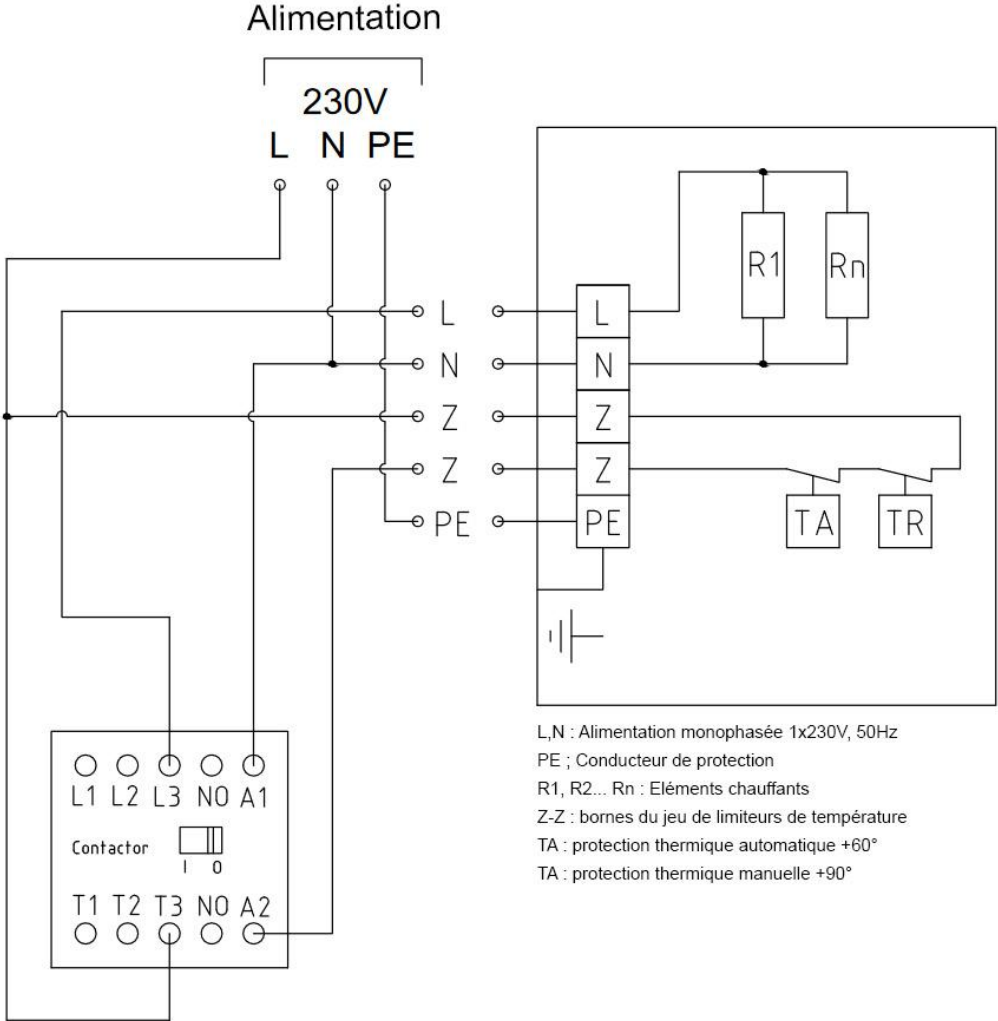 Alimentation
230V
L N PE
R1 Rn
L L
N N
Z Z
Z Z
PE PE
TA TR
L,N : Alimentation monophasée 1x230V, 50Hz
PE ; Conducteur de protection
R1, R2... Rn : Eléments chauffants
Z-Z : bornes du jeu de limiteurs de température
TA : protection thermique automatique +60°
TA : protection thermique manuelle +90°
L1 L2 L3 NO A1
Contactor
I O
T1 T2 T3 NO A2